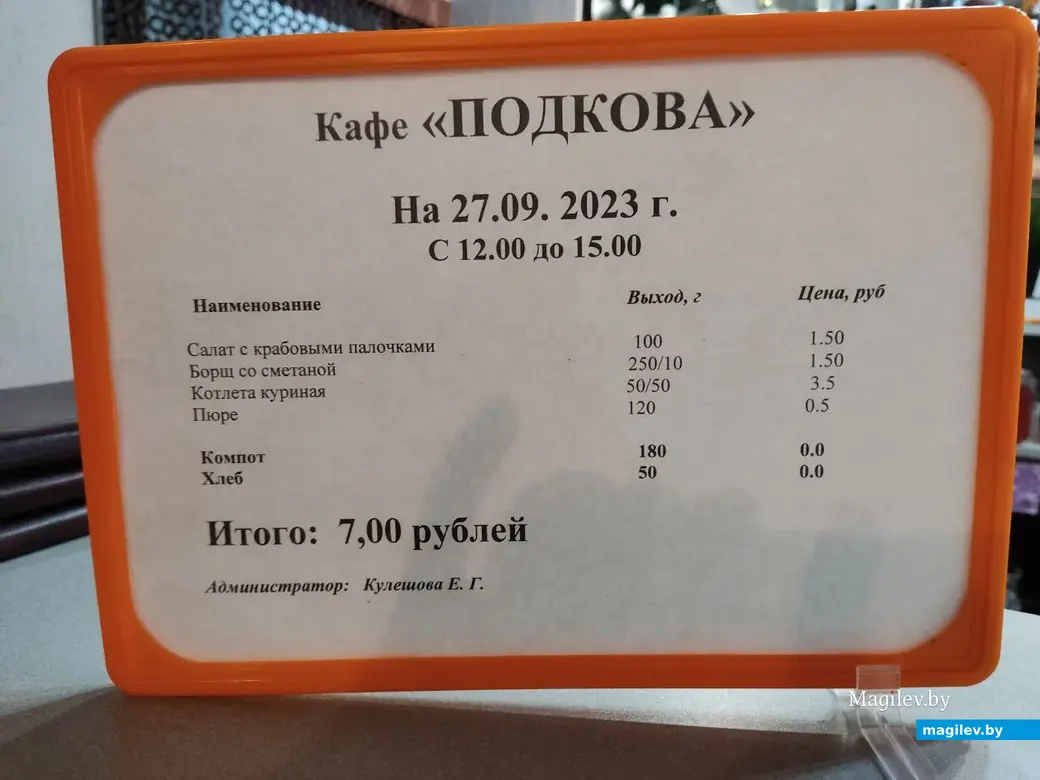 Кафе «ПОДКОВА»
На 27.09. 2023 г.
С 12.00 до 15.00
Наименование Выход, г Цена, руб
Салат с крабовыми палочками 100 1.50
Борщ со сметаной 250/10 1.50
Котлета куриная 50/50 3.5
Пюре 120 0.5
Компот 180 0.0
Хлеб 50 0.0
Итого: 7,00 рублей
Администратор: Кулешова Е. Г.
Magilev.by
magilev.by